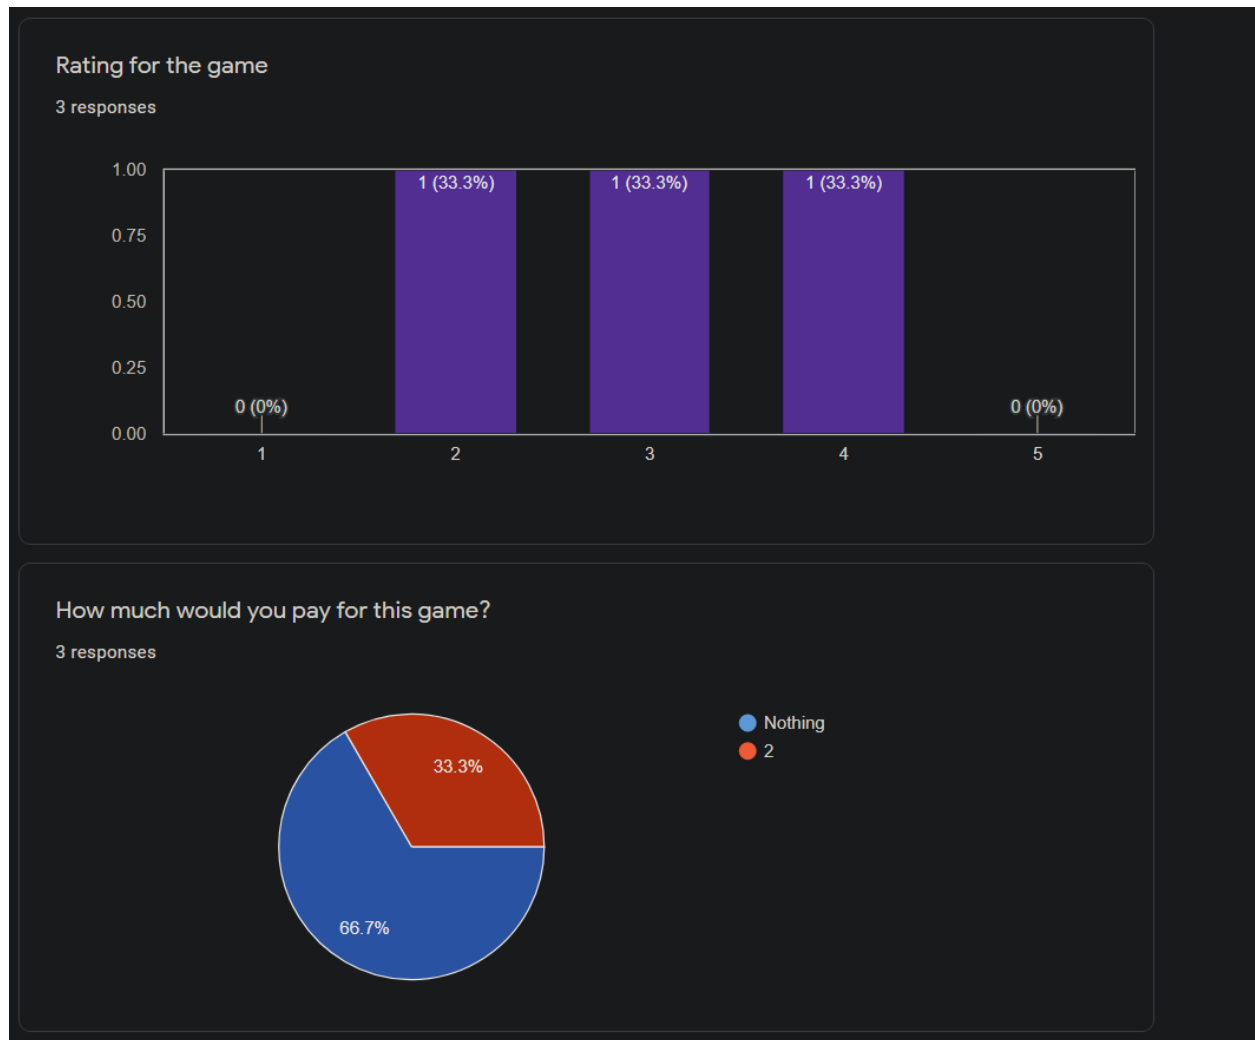 Rating for the game
3 responses
1.00
1 (33.3%) 1 (33.3%) 1 (33.3%)
0.75
0.50
0.25
0 (0%) 0 (0%)
0.00
1 2 3 4 5
How much would you pay for this game?
3 responses
Nothing
2
33.3%
66.7%